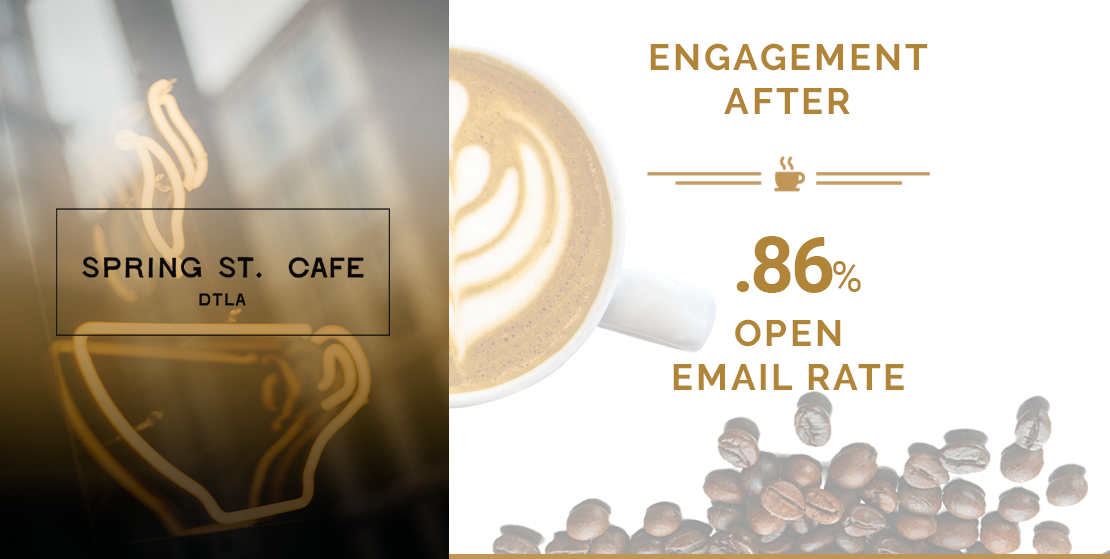 SPRING ST. CAFE
DTLA
ENGAGEMENT
AFTER
.86%
OPEN
EMAIL RATE